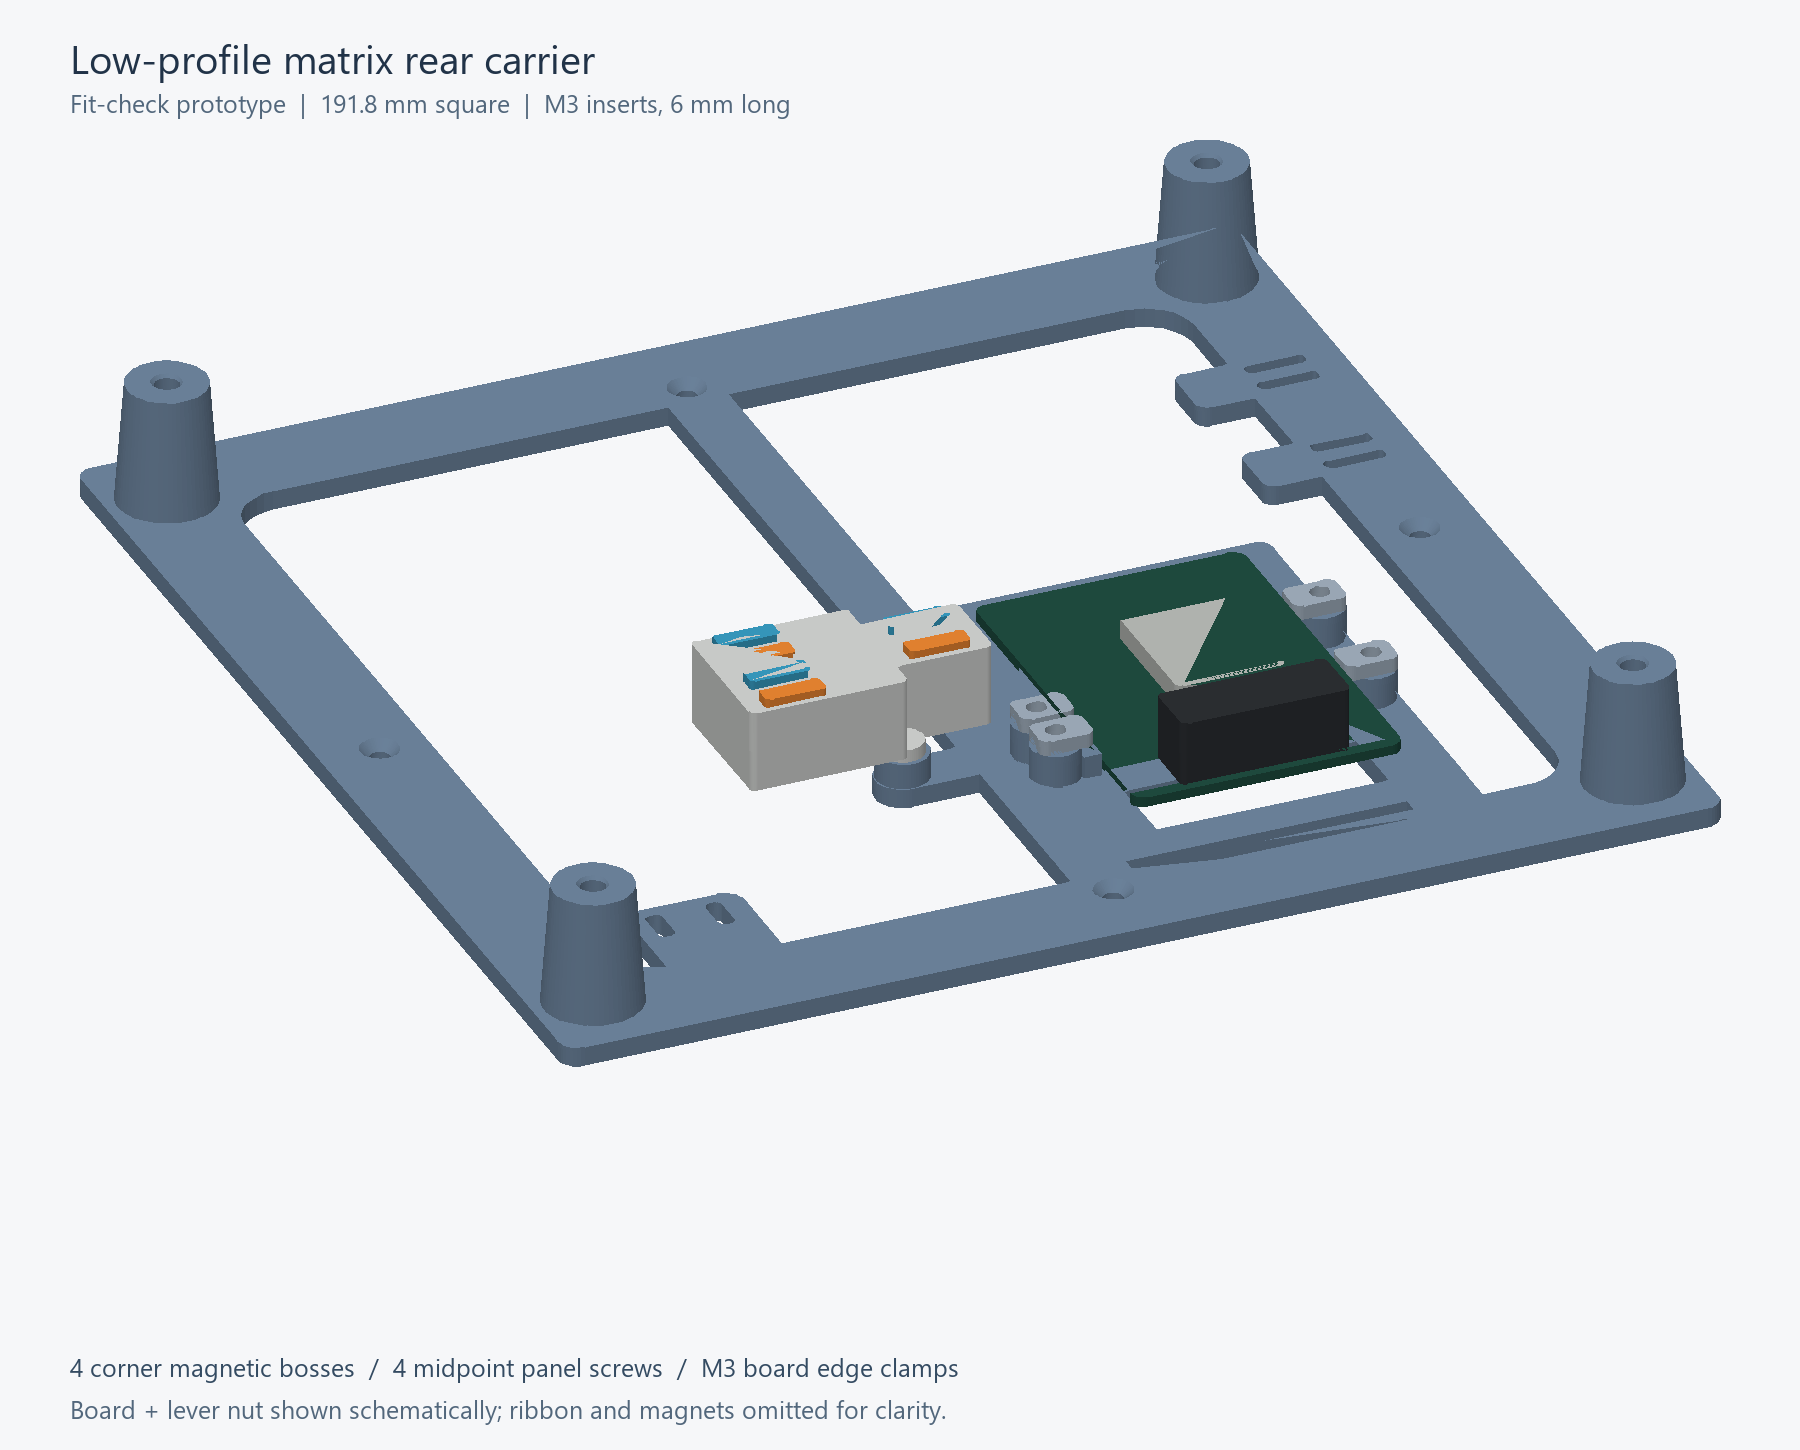 Low-profile matrix rear carrier
Fit-check prototype | 191.8 mm square | M3 inserts, 6 mm long
4 corner magnetic bosses / 4 midpoint panel screws / M3 board edge clamps
Board + lever nut shown schematically; ribbon and magnets omitted for clarity.